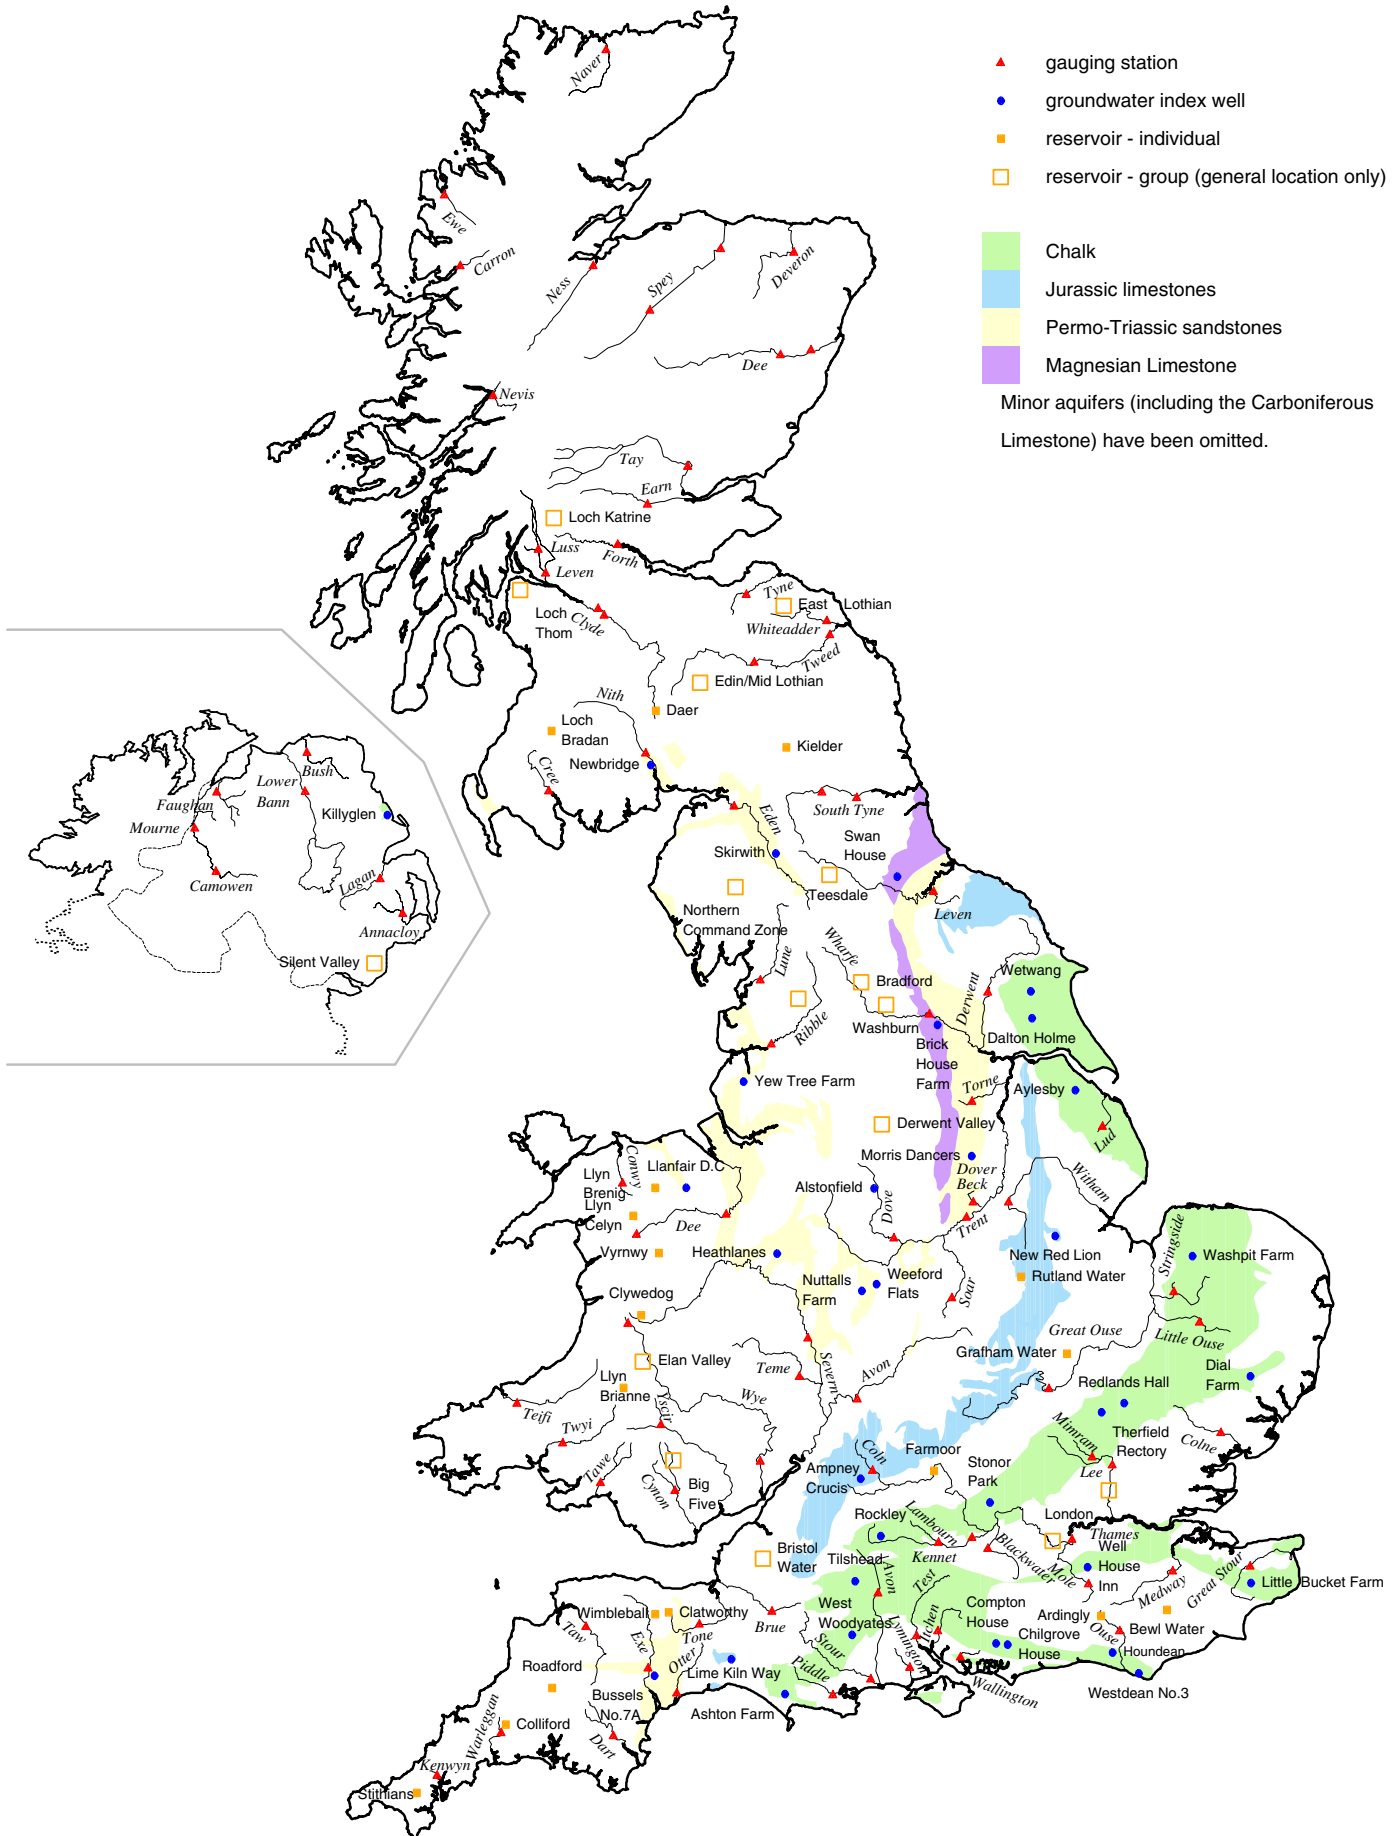 gauging station
groundwater index well
reservoir - individual
reservoir - group (general location only)
Chalk
Jurassic limestones
Permo-Triassic sandstones
Magnesian Limestone
Minor aquifers (including the Carboniferous
Limestone) have been omitted.
Naver
Ewe
Carron
Ness
Spey
Deveron
Dee
Nevis
Tay
Earn
Loch Katrine
Luss
Forth
Leven
Loch
Thom
Clyde
Tyne
East Lothian
Whiteadder
Tweed
Edin/Mid Lothian
Nith
Daer
Loch
Bradan
Kielder
Newbridge
Cree
Bush
Lower
Bann
Faughan
Mourne
Killyglen
Camowen
Lagan
Annacloy
Silent Valley
Eden
South Tyne
Swan
House
Skirwith
Teesdale
Leven
Northern
Command Zone
Lune
Wharfe
Bradford
Derwent
Wetwang
Washburn
Ribble
Brick
House
Farm
Dalton Holme
Yew Tree Farm
Torne
Aylesby
Lud
Derwent Valley
Morris Dancers
Dover
Beck
Conwy
Llanfair D.C
Llyn
Brenig
Llyn
Celyn
Alstonfield
Dove
Witham
Dee
Trent
Vyrnwy
Heathlanes
New Red Lion
Stringside
Washpit Farm
Nuttalls
Farm
Weeford
Flats
Soar
Rutland Water
Clywedog
Great Ouse
Little Ouse
Grafham Water
Elan Valley
Teme
Severn
Avon
Dial
Farm
Llyn
Brianne
Redlands Hall
Teifi
Twyi
Yscir
Wye
Mimram
Therfield
Rectory
Colne
Tawe
Cynon
Big
Five
Ampney
Crucis
Coln
Farmoor
Stonor
Park
Lee
Rockley
Lambourn
London
Thames
Bristol
Water
Tilshead
Kennet
Blackwater
Well
House
Inn
Mole
Avon
Test
Medway
Great Stour
Little Bucket Farm
Wimbleball
Clatworthy
West
Woodyates
Compton
House
Ardingly
Bewl Water
Taw
Exe
Tone
Brue
Stour
Lymington
Itchen
Chilgrove
House
Ouse
Houndean
Roadford
Otter
Lime Kiln Way
Piddle
Wallington
Westdean No.3
Bussels
No.7A
Ashton Farm
Warleggan
Colliford
Dart
Kenwyn
Stithians